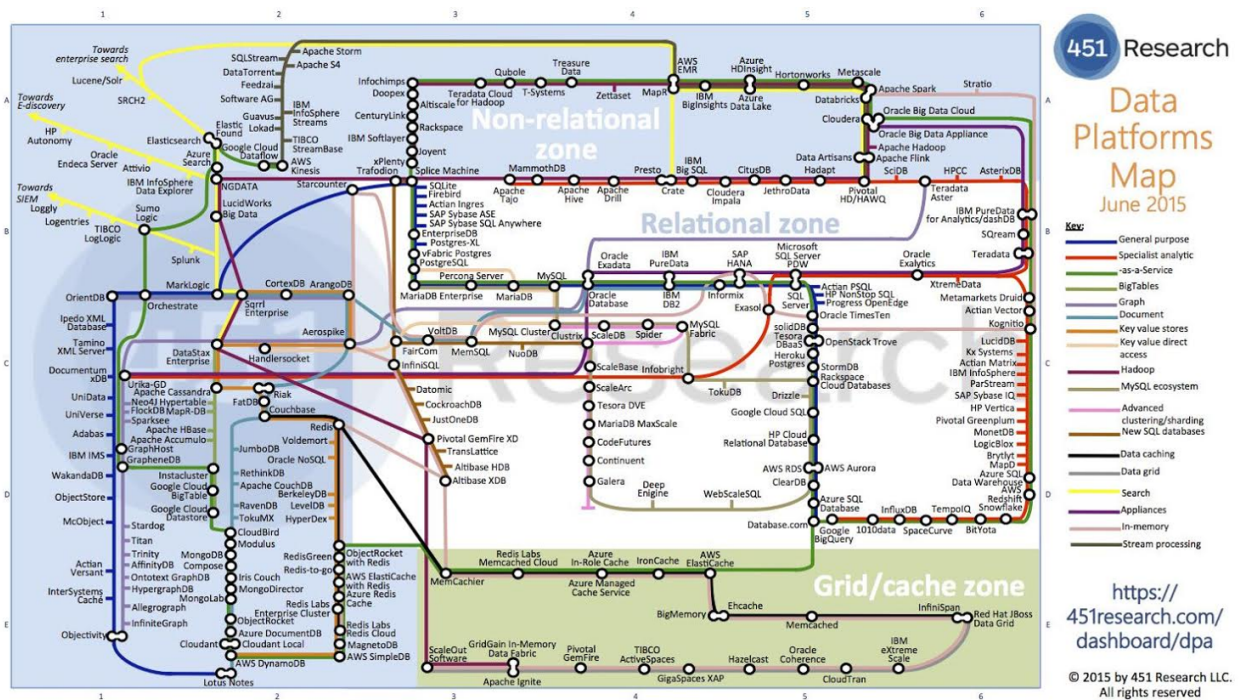 1 2 3 4 5 6
A
B
C
D
E
Towards
enterprise search
Lucene/Solr
SRCH2
Towards
E-discovery
HP
Autonomy
Oracle
Endeca Server
Attivio
IBM InfoSphere
Data Explorer
Towards
SIEM
Loggly
Logentries
TIBCO
LogLogic
Sumo
Logic
Splunk
Elasticsearch
Elastic
Found
Azure
Search
NGDATA
LucidWorks
Big Data
SQLStream
DataTorrent
Feedzai
Software AG
Guavus
Lokad
Google Cloud
Dataflow
AWS
Kinesis
Apache Storm
Apache S4
IBM
InfoSphere
Streams
TIBCO
StreamBase
Starcounter
Infochimps
Doopex
Altiscale
CenturyLink
Rackspace
IBM Softlayer
Joyent
xPlenty
Trafodion
Splice Machine
Teradata Cloud
for Hadoop
Qubole
T-Systems
Treasure
Data
Zettaset
MapR
AWS
EMR
IBM
BigInsights
Azure
HDInsight
Azure
Data Lake
Hortonworks
Metascale
Apache Spark
Stratio
Databricks
Cloudera
Oracle Big Data Cloud
Oracle Big Data Appliance
Apache Hadoop
Apache Flink
Data Artisans
Non-relational
zone
MammothDB
Apache
Tajo
Apache
Hive
Apache
Drill
Presto
Crate
IBM
Big SQL
Cloudera
Impala
CitusDB
JethroData
Hadapt
Pivotal
HD/HAWQ
SciDB
Teradata
Aster
HPCC
AsterixDB
IBM PureData
for Analytics/dashDB
SQream
Teradata
Relational zone
SQLite
Firebird
Actian Ingres
SAP Sybase ASE
SAP Sybase SQL Anywhere
EnterpriseDB
Postgres-XL
vFabric Postgres
PostgreSQL
Percona Server
MariaDB Enterprise
MariaDB
MySQL
Oracle
Exadata
Oracle
Database
IBM
PureData
IBM
DB2
Informix
SAP
HANA
Microsoft
SQL Server
PDW
SQL
Server
Oracle
Exalytics
XtremeData
Exasol
Actian PSQL
HP NonStop SQL
Progress OpenEdge
Oracle TimesTen
solidDB
Tesora
DBaaS
OpenStack Trove
Heroku
Postgres
StormDB
Rackspace
Cloud Databases
Drizzle
Google Cloud SQL
HP Cloud
Relational Database
AWS RDS
AWS Aurora
ClearDB
Azure SQL
Database
Database.com
Google
BigQuery
1010data
InfluxDB
SpaceCurve
TempoIQ
BitYota
Metamarkets Druid
Actian Vector
Kognitio
LucidDB
Kx Systems
Actian Matrix
IBM InfoSphere
ParStream
SAP Sybase IQ
HP Vertica
Pivotal Greenplum
MonetDB
LogicBlox
Brytlyt
MapD
Azure SQL
Data Warehouse
AWS
Redshift
Snowflake
OrientDB
Orchestrate
MarkLogic
Sqrrl
Enterprise
CortexDB
ArangoDB
Ipedo XML
Database
Tamino
XML Server
Documentum
xDB
UniData
UniVerse
Adabas
IBM IMS
WakandaDB
ObjectStore
McObject
Actian
Versant
InterSystems
Caché
Objectivity
Aerospike
DataStax
Enterprise
Handlersocket
Urika-GD
Apache Cassandra
Neo4J
Hypertable
FlockDB
MapR-DB
Sparksee
Apache HBase
Apache Accumulo
GraphHost
GrapheneDB
Riak
FatDB
Couchbase
Redis
Instacluster
Google Cloud
BigTable
Google Cloud
Datastore
Stardog
Titan
Trinity
AffinityDB
Ontotext GraphDB
HypergraphDB
Allegrograph
InfiniteGraph
JumboDB
RethinkDB
Apache CouchDB
RavenDB
TokuMX
Voldemort
Oracle NoSQL
BerkeleyDB
LevelDB
HyperDex
CloudBird
Modulus
MongoDB
Compose
Iris Couch
MongoDirector
MongoLab
ObjectRocket
Azure DocumentDB
Cloudant
Cloudant Local
AWS DynamoDB
Lotus Notes
RedisGreen
Redis-to-go
ObjectRocket
with Redis
AWS ElastiCache
with Redis
Azure Redis
Cache
Redis Labs
Enterprise Cluster
Redis Labs
Redis Cloud
MagnetoDB
AWS SimpleDB
FairCom
InfiniSQL
VoltDB
MemSQL
MySQL Cluster
NuoDB
Clustrix
ScaleDB
Spider
MySQL
Fabric
Infobright
TokuDB
ScaleBase
ScaleArc
Tesora DVE
MariaDB MaxScale
CodeFutures
Continuent
Galera
Deep
Engine
WebScaleSQL
Datomic
CockroachDB
JustOneDB
Pivotal GemFire XD
TransLattice
Altibase HDB
Altibase XDB
Grid/cache zone
MemCachier
Redis Labs
Memcached Cloud
Azure
In-Role Cache
Azure Managed
Cache Service
IronCache
AWS
ElastiCache
BigMemory
Ehcache
Memcached
InfiniSpan
Red Hat JBoss
Data Grid
ScaleOut
Software
GridGain In-Memory
Data Fabric
Apache Ignite
Pivotal
GemFire
TIBCO
ActiveSpaces
GigaSpaces XAP
Hazelcast
Oracle
Coherence
CloudTran
IBM
eXtreme
Scale
451 Research
451 Research
Data
Platforms
Map
June 2015
Key:
General purpose
Specialist analytic
-as-a-Service
BigTables
Graph
Document
Key value stores
Key value direct
access
Hadoop
MySQL ecosystem
Advanced
clustering/sharding
New SQL databases
Data caching
Data grid
Search
Appliances
In-memory
Stream processing
https://
451research.com/
dashboard/dpa
© 2015 by 451 Research LLC.
All rights reserved
1 2 3 4 5 6
A
B
C
D
E